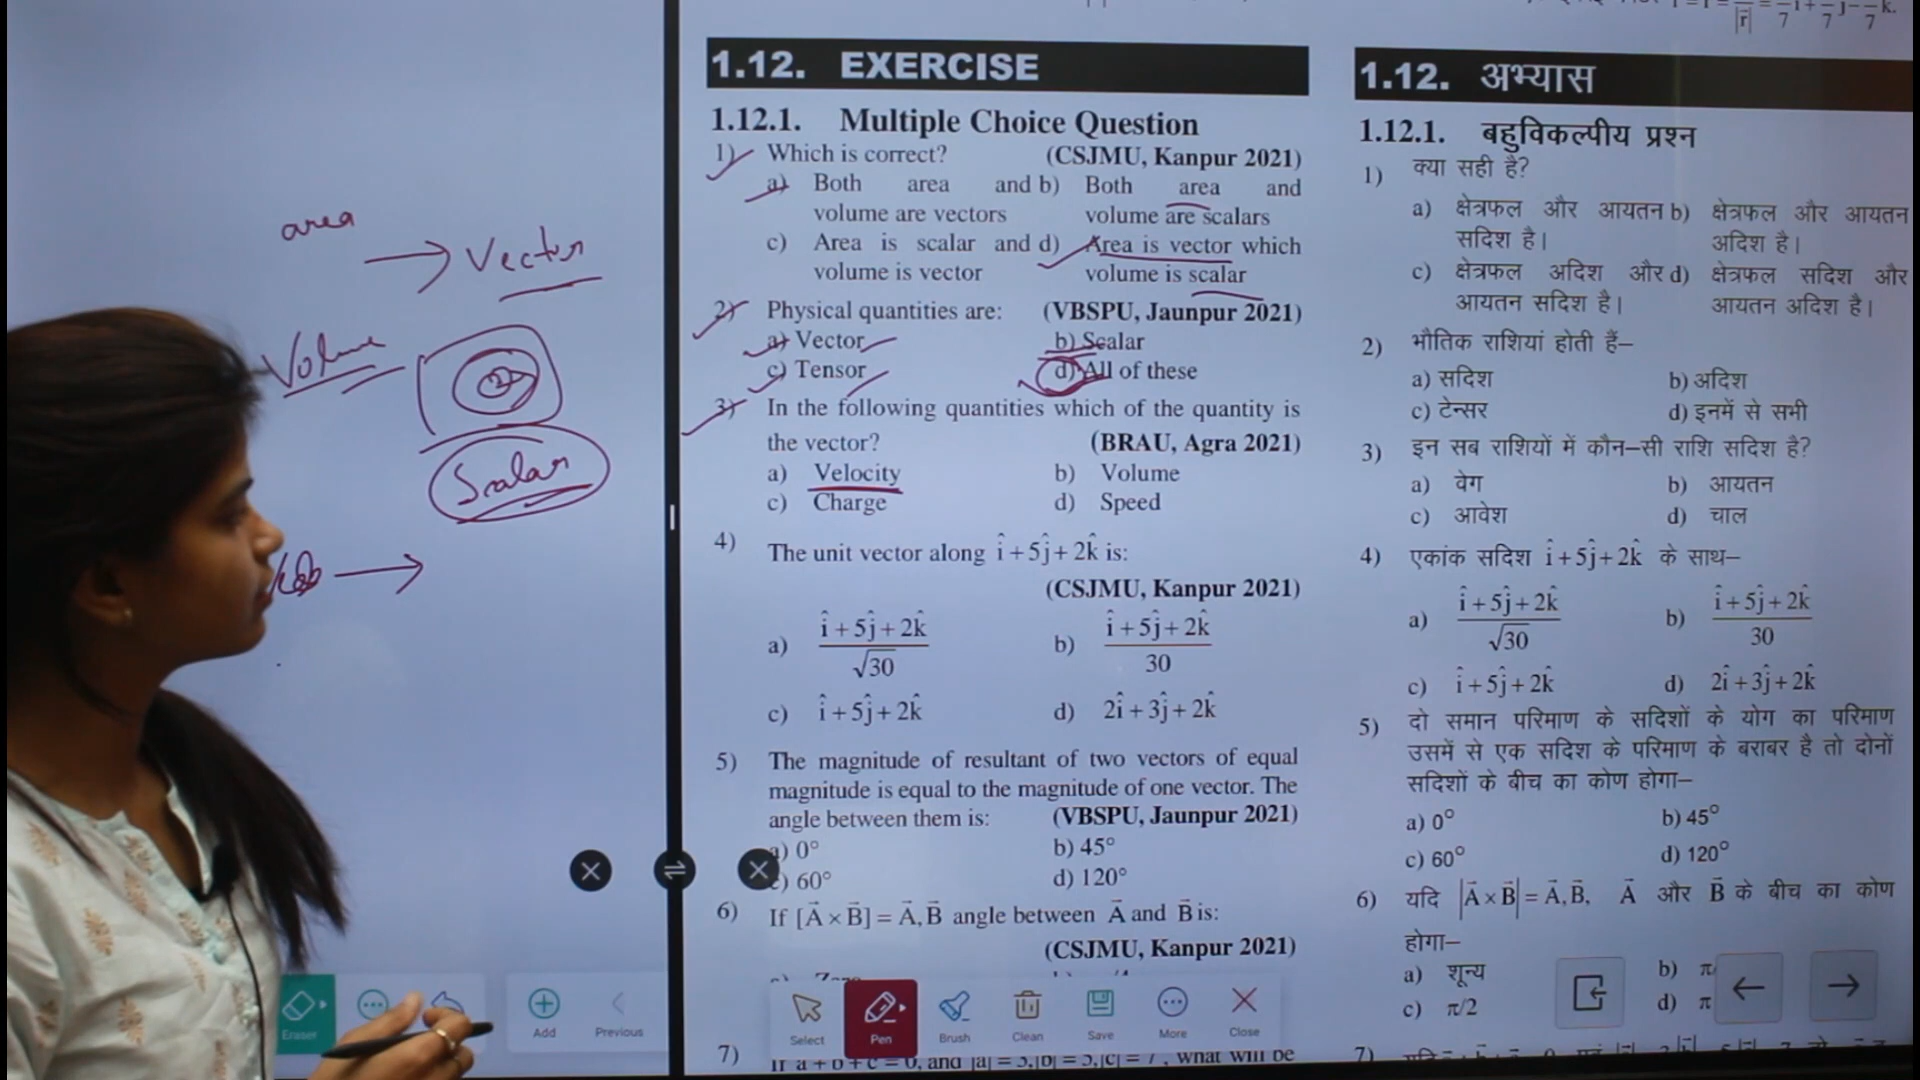 area
→ Vector
Volume
Scalar
1.12. EXERCISE
1.12.1. Multiple Choice Question
1) Which is correct? (CSJMU, Kanpur 2021)
a) Both area and b) Both area and
volume are vectors volume are scalars
c) Area is scalar and d) Area is vector which
volume is vector volume is scalar
2) Physical quantities are: (VBSPU, Jaunpur 2021)
a) Vector b) Scalar
c) Tensor d) All of these
3) In the following quantities which of the quantity is
the vector? (BRAU, Agra 2021)
a) Velocity b) Volume
c) Charge d) Speed
4) The unit vector along î + 5ĵ + 2k̂ is:
(CSJMU, Kanpur 2021)
a) (î + 5ĵ + 2k̂)/√30 b) (î + 5ĵ + 2k̂)/30
c) î + 5ĵ + 2k̂ d) 2î + 3ĵ + 2k̂
5) The magnitude of resultant of two vectors of equal
magnitude is equal to the magnitude of one vector. The
angle between them is: (VBSPU, Jaunpur 2021)
a) 0° b) 45°
c) 60° d) 120°
6) If [A⃗ × B⃗] = A⃗, B⃗ angle between A⃗ and B⃗ is:
(CSJMU, Kanpur 2021)
7)
1.12. अभ्यास
1.12.1. बहुविकल्पीय प्रश्न
1) क्या सही है?
a) क्षेत्रफल और आयतन b) क्षेत्रफल और आयतन
सदिश है। अदिश है।
c) क्षेत्रफल अदिश और d) क्षेत्रफल सदिश और
आयतन सदिश है। आयतन अदिश है।
2) भौतिक राशियां होती हैं–
a) सदिश b) अदिश
c) टेन्सर d) इनमें से सभी
3) इन सब राशियों में कौन–सी राशि सदिश है?
a) वेग b) आयतन
c) आवेश d) चाल
4) एकांक सदिश î + 5ĵ + 2k̂ के साथ–
a) (î + 5ĵ + 2k̂)/√30 b) (î + 5ĵ + 2k̂)/30
c) î + 5ĵ + 2k̂ d) 2î + 3ĵ + 2k̂
5) दो समान परिमाण के सदिशों के योग का परिमाण
उसमें से एक सदिश के परिमाण के बराबर है तो दोनों
सदिशों के बीच का कोण होगा–
a) 0° b) 45°
c) 60° d) 120°
6) यदि |A⃗ × B⃗| = A⃗, B⃗, A⃗ और B⃗ के बीच का कोण
होगा–
a) शून्य b) π
c) π/2 d) π
7)
Eraser
Add
Previous
Select
Pen
Brush
Clean
Save
More
Close